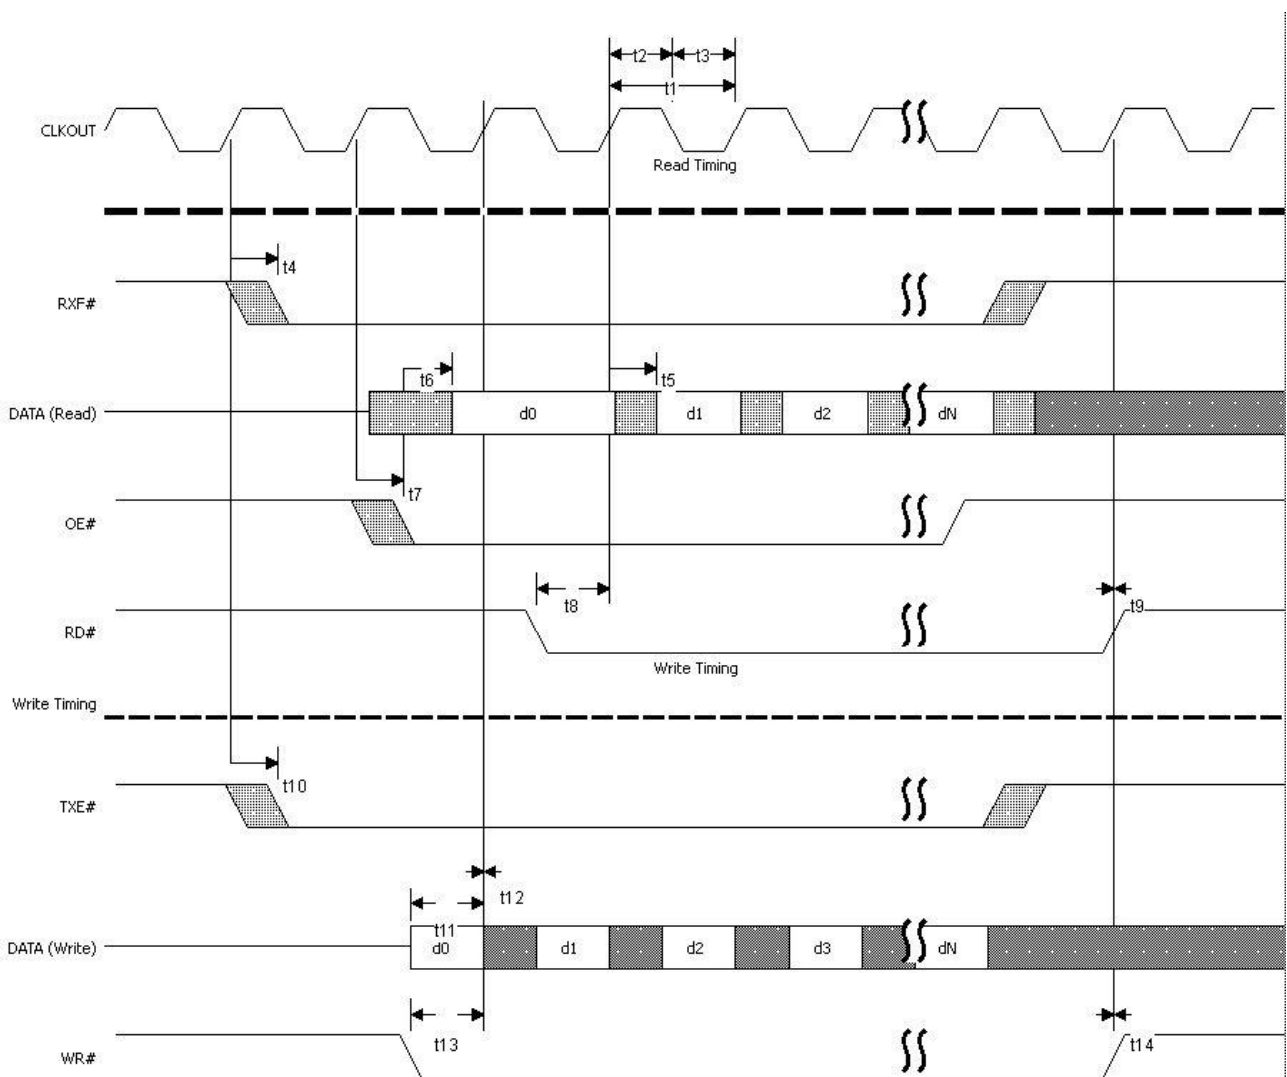 t2 t3
t1
CLKOUT
Read Timing
t4
RXF#
t6 t5
DATA (Read) d0 d1 d2 dN
t7
OE#
t8 t9
RD#
Write Timing
Write Timing
t10
TXE#
t12
t11
DATA (Write) d0 d1 d2 d3 dN
t13 t14
WR#